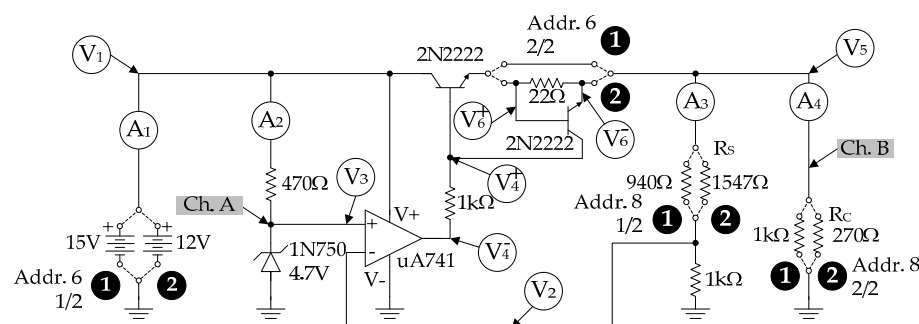 V1
Addr. 6
2/2
1
2N2222
V5
22Ω
2
A1
A2
A3
A4
V6+
V6-
2N2222
RS
Ch. B
470Ω
V3
V4+
940Ω
1547Ω
Ch. A
1kΩ
Addr. 8
1/2
1
2
RC
15V
12V
+
+
1N750
4.7V
+
-
V+
V-
uA741
V4-
1kΩ
270Ω
Addr. 6
1/2
1
2
1kΩ
1
2
Addr. 8
2/2
V2